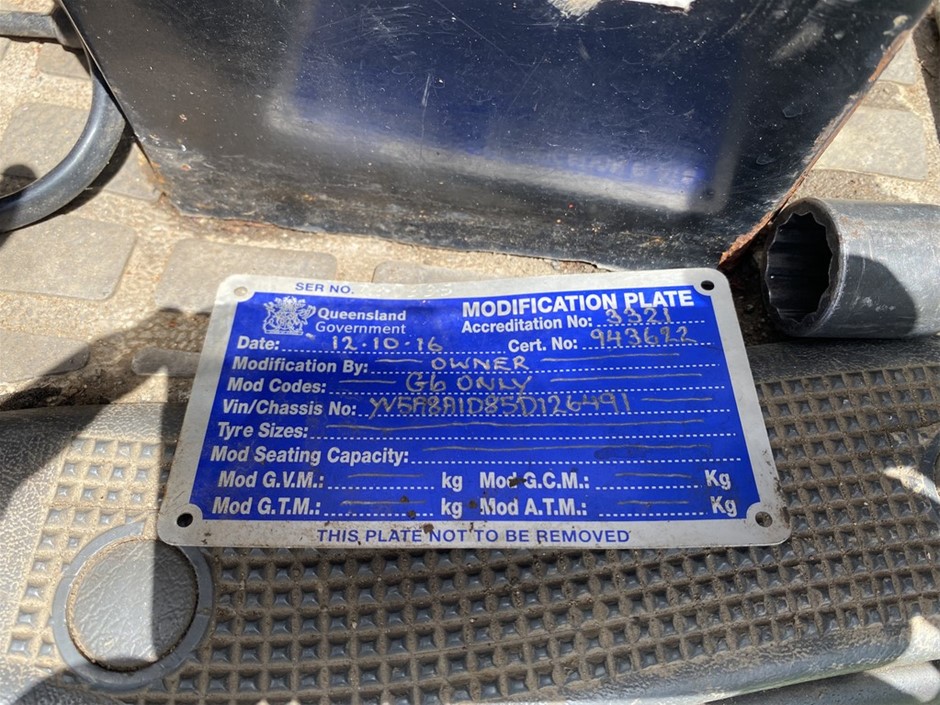 SER NO.
Queensland Government
MODIFICATION PLATE
Accreditation No: 3321
Date: 12.10.16 Cert. No: 943622
Modification By: OWNER
Mod Codes: G6 ONLY
Vin/Chassis No: YV5A8A1D85D126491
Tyre Sizes:
Mod Seating Capacity:
Mod G.V.M.: kg Mod G.C.M.: Kg
Mod G.T.M.: kg Mod A.T.M.: Kg
THIS PLATE NOT TO BE REMOVED